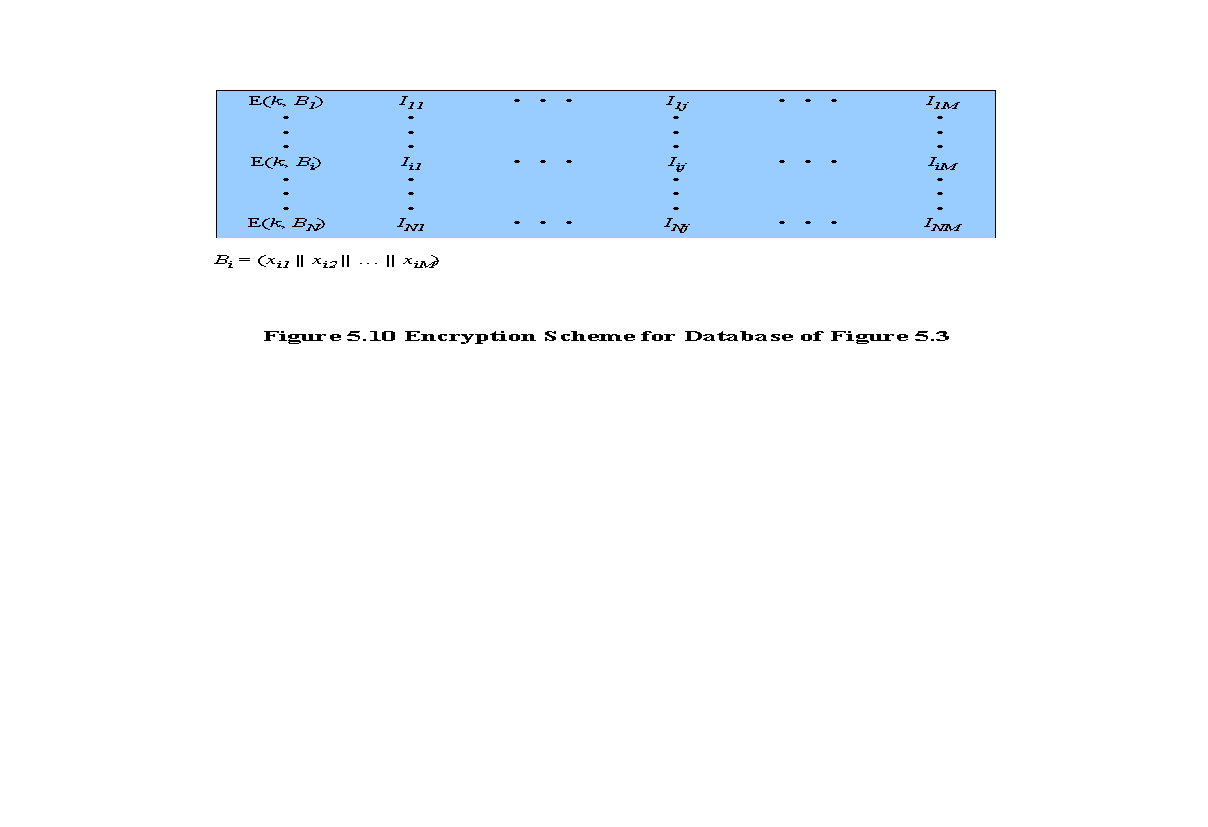 E(k, B1) I11 • • • I1j • • • I1M
• • • •
• • • •
• • • •
E(k, Bi) Ii1 • • • Iij • • • IiM
• • • •
• • • •
• • • •
E(k, BN) IN1 • • • INj • • • INM
Bi = (xi1 || xi2 || ... || xiM)
Figure 5.10 Encryption Scheme for Database of Figure 5.3